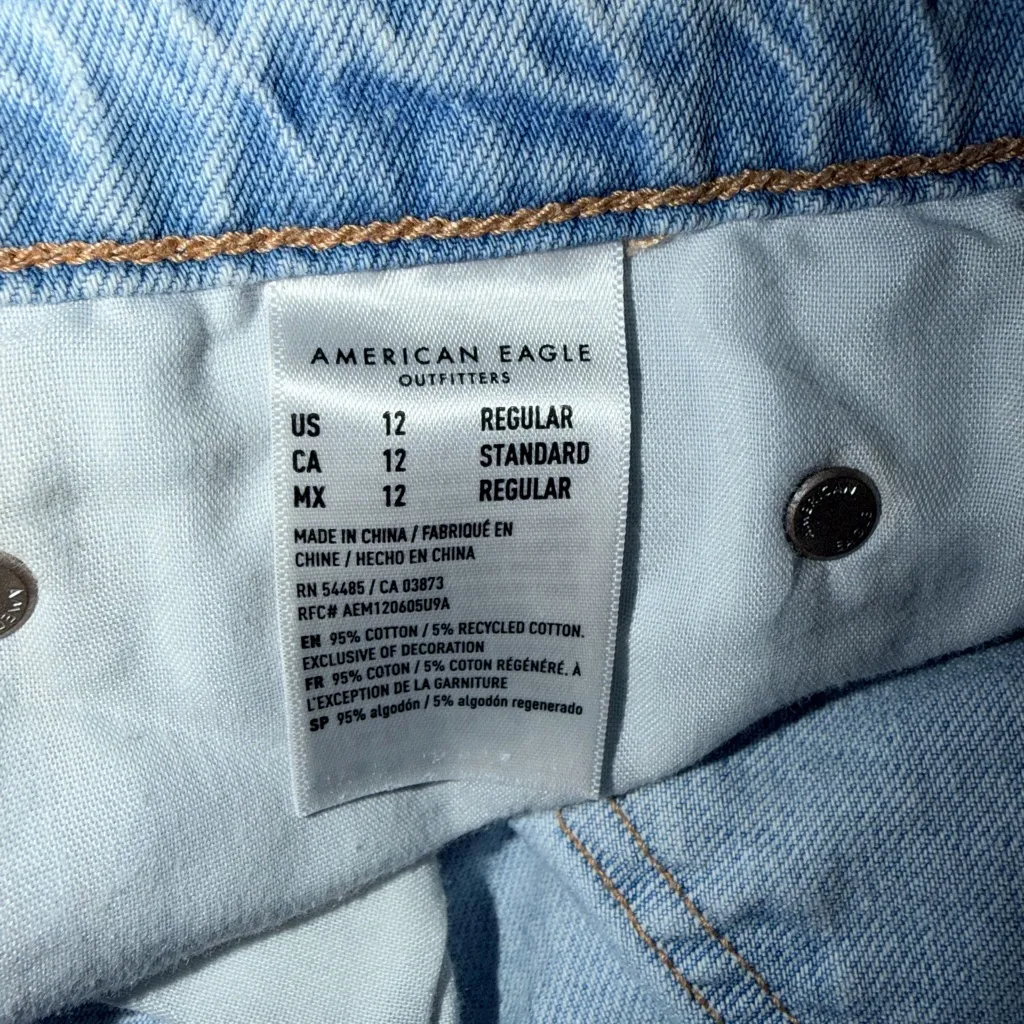 AMERICAN EAGLE
OUTFITTERS
US 12 REGULAR
CA 12 STANDARD
MX 12 REGULAR
MADE IN CHINA / FABRIQUÉ EN
CHINE / HECHO EN CHINA
RN 54485 / CA 03873
RFC# AEM120605U9A
EN 95% COTTON / 5% RECYCLED COTTON.
EXCLUSIVE OF DECORATION
FR 95% COTON / 5% COTON RÉGÉNÉRÉ. À
L'EXCEPTION DE LA GARNITURE
SP 95% algodón / 5% algodón regenerado
AMERICAN
EAGLE